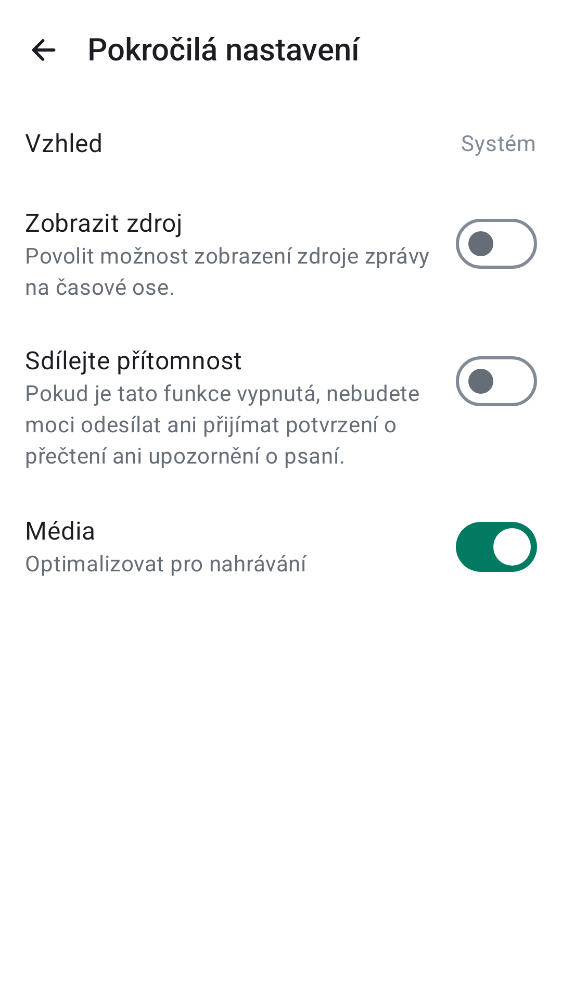 Pokročilá nastavení
Vzhled
Systém
Zobrazit zdroj
Povolit možnost zobrazení zdroje zprávy
na časové ose.
Sdílejte přítomnost
Pokud je tato funkce vypnutá, nebudete
moci odesílat ani přijímat potvrzení o
přečtení ani upozornění o psaní.
Média
Optimalizovat pro nahrávání